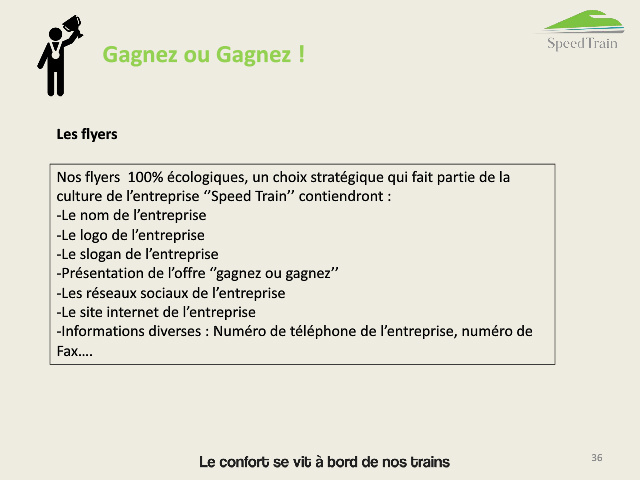 SpeedTrain
Gagnez ou Gagnez !
Les flyers
Nos flyers  100% écologiques, un choix stratégique qui fait partie de la
culture de l’entreprise ‘’Speed Train’’ contiendront :
-Le nom de l’entreprise
-Le logo de l’entreprise
-Le slogan de l’entreprise
-Présentation de l’offre ‘’gagnez ou gagnez’’
-Les réseaux sociaux de l’entreprise
-Le site internet de l’entreprise
-Informations diverses : Numéro de téléphone de l’entreprise, numéro de
Fax....
Le confort se vit à bord de nos trains
36